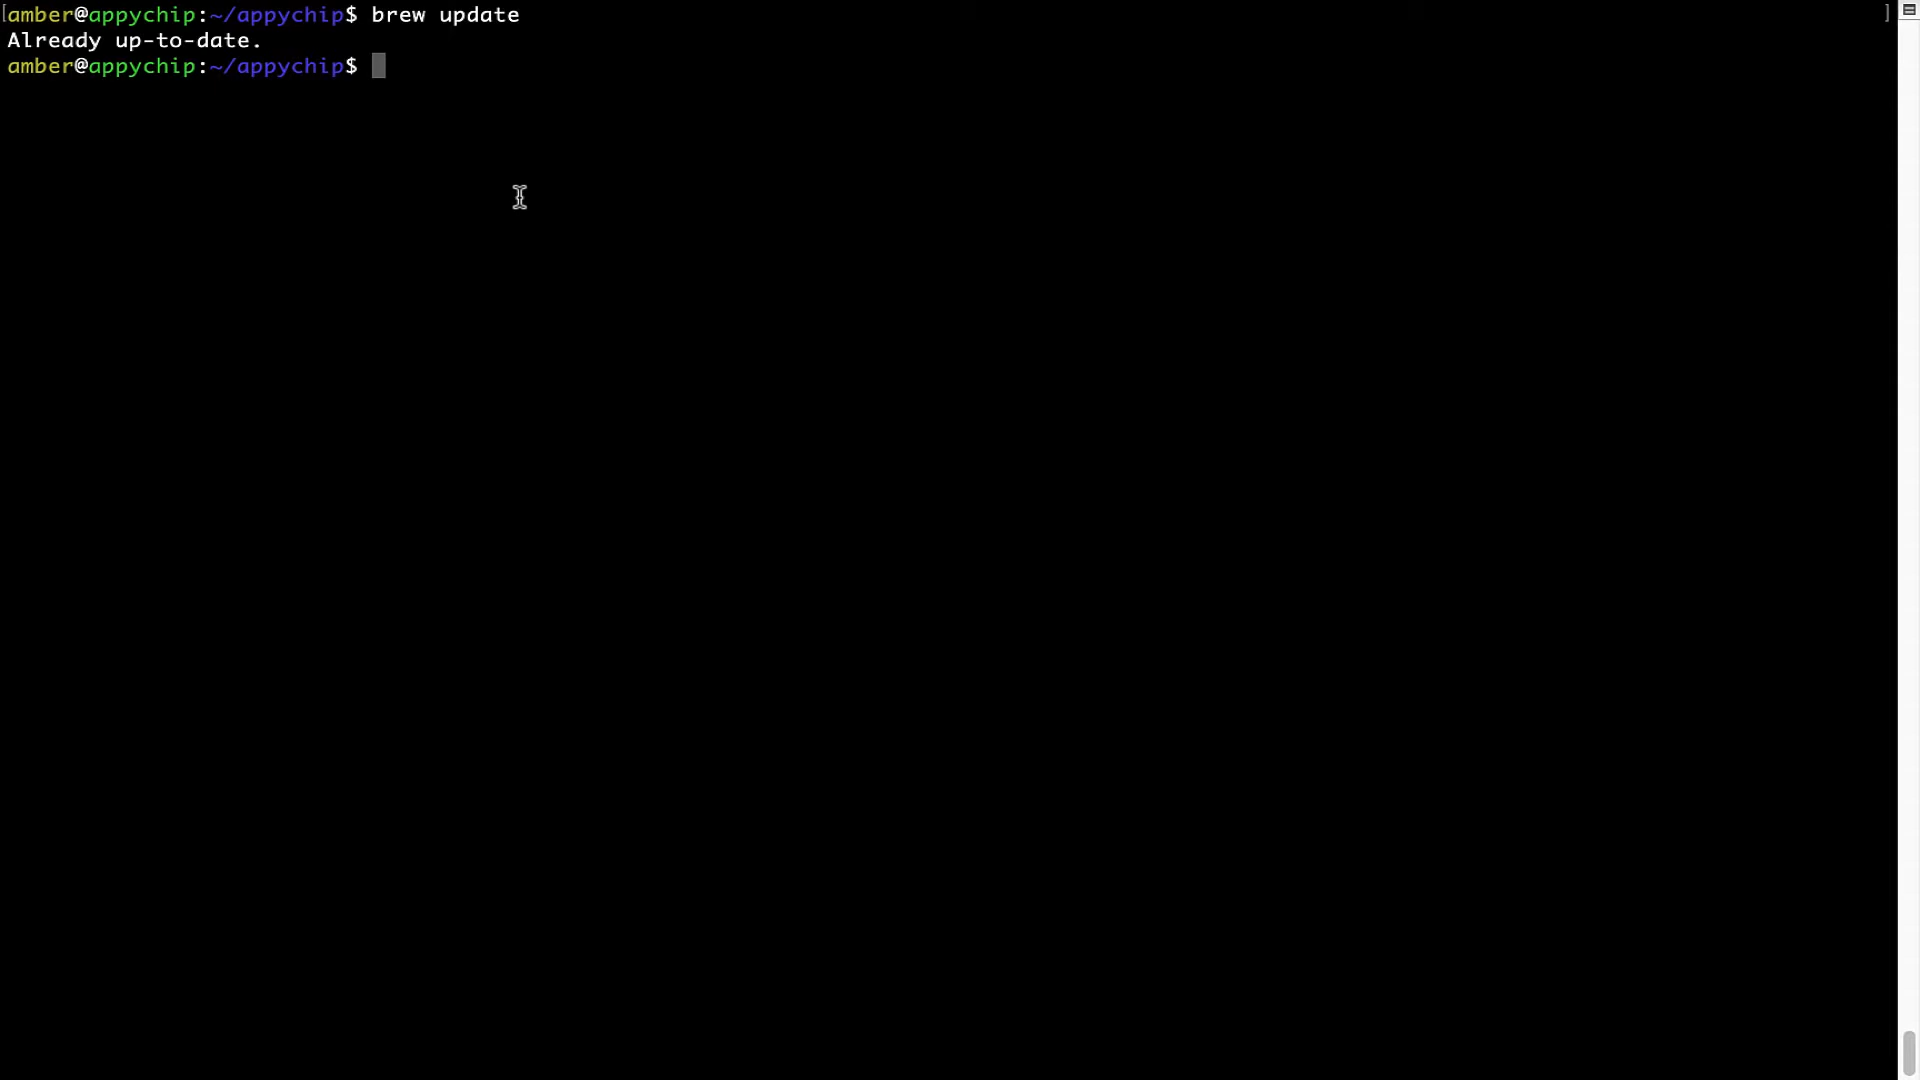 [amber@appychip:~/appychip$ brew update ]
Already up-to-date.
amber@appychip:~/appychip$